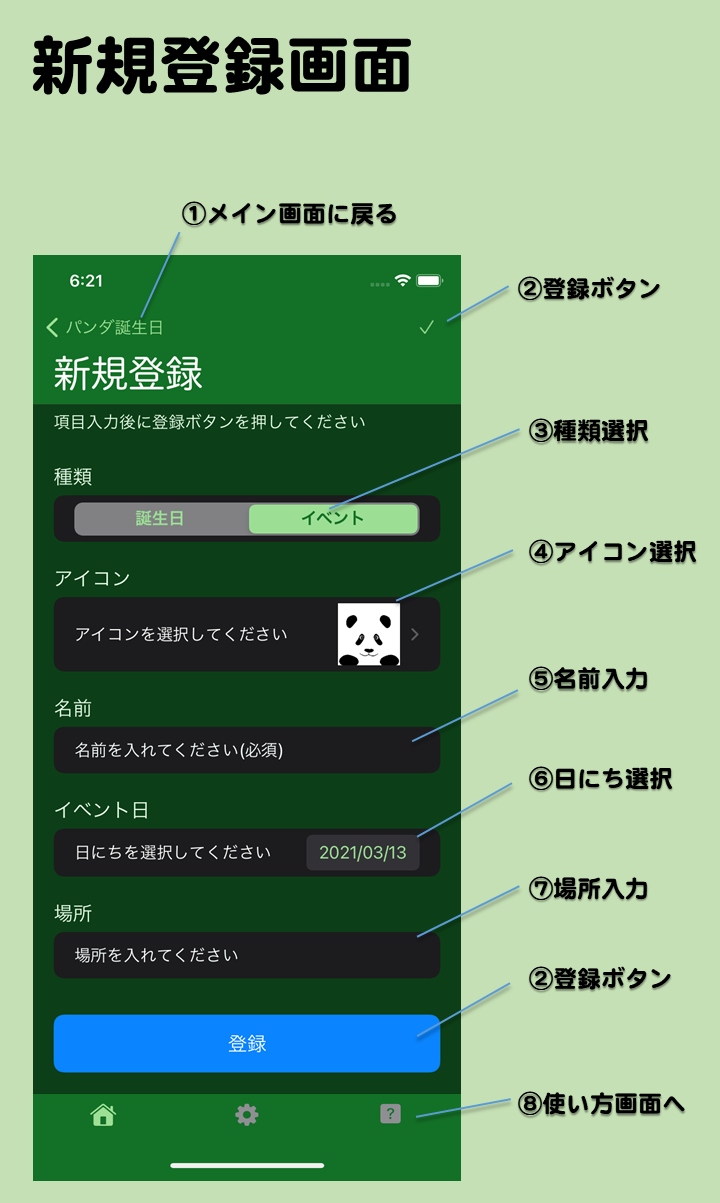 新規登録画面
①メイン画面に戻る
6:21
②登録ボタン
パンダ誕生日
新規登録
項目入力後に登録ボタンを押してください
③種類選択
種類
誕生日 イベント
④アイコン選択
アイコン
アイコンを選択してください
⑤名前入力
名前
名前を入れてください(必須)
⑥日にち選択
イベント日
日にちを選択してください 2021/03/13
⑦場所入力
場所
場所を入れてください
②登録ボタン
登録
⑧使い方画面へ
?